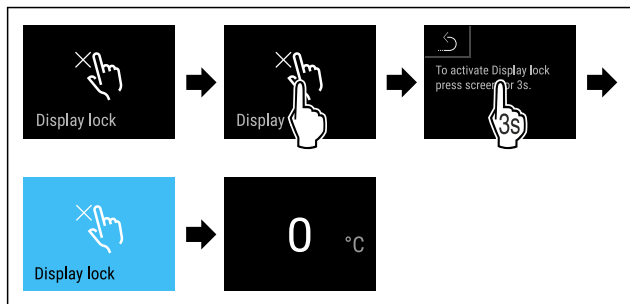 Display lock
Display
To activate Display lock
press screen for 3s.
3s
Display lock
0 °C